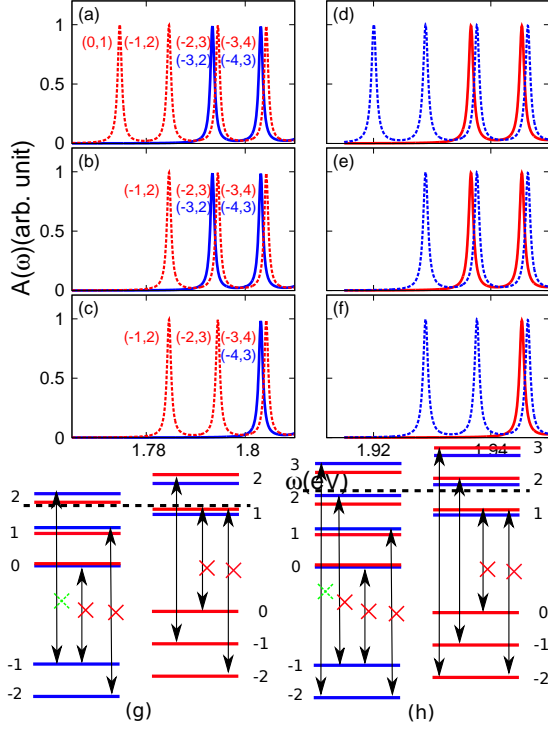 (a)
(d)
1
(0,1) (-1,2) (-2,3) (-3,4)
(-3,2) (-4,3)
0.5
0
(b)
(e)
1
(-1,2) (-2,3) (-3,4)
(-3,2) (-4,3)
0.5
0
A(ω)(arb. unit)
(c)
(f)
1
(-1,2) (-2,3) (-3,4)
(-4,3)
0.5
0
1.78 1.8 1.92 1.94
ω(eV)
2 2 3 3
1 1 2 2
0 1 1
0 0 0
-1 -1 -1 -1
-2 -2 -2 -2
(g) (h)